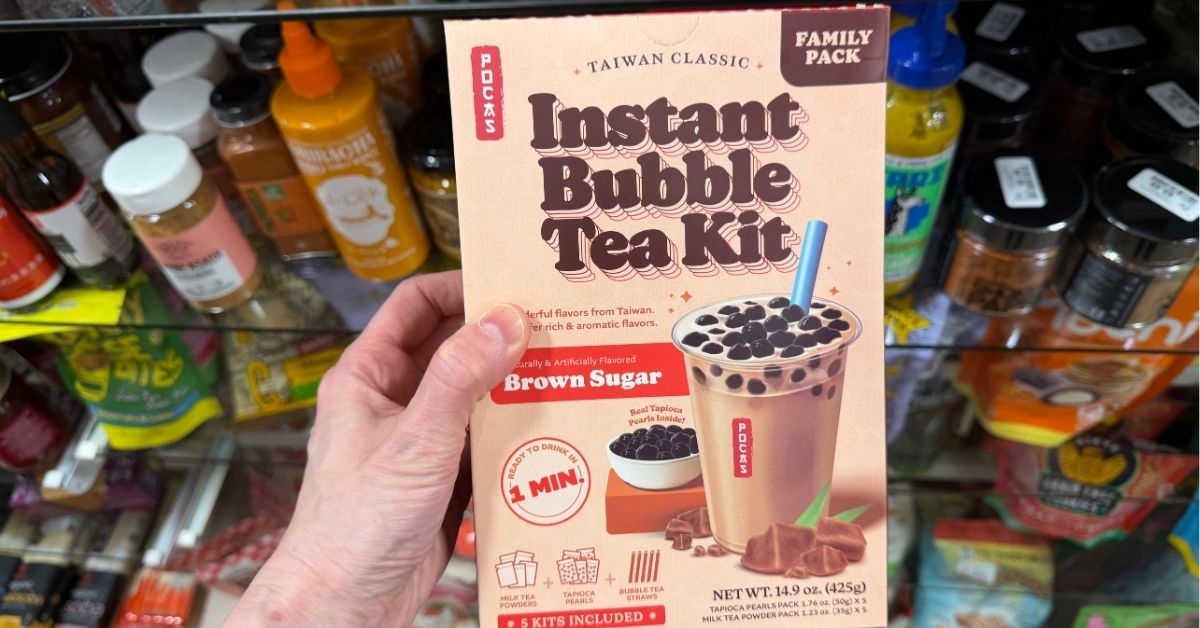 POCAS
TAIWAN CLASSIC
FAMILY
PACK
Instant
Bubble
Tea Kit
flavors from Taiwan.
rich & aromatic flavors.
& Artificially Flavored
Brown Sugar
Real Tapioca
Pearls Inside!
READY TO DRINK IN
1 MIN.
POCAS
MILK TEA
POWDERS
+
TAPIOCA
PEARLS
+
BUBBLE TEA
STRAWS
5 KITS INCLUDED
NET WT. 14.9 oz. (425g)
TAPIOCA PEARLS PACK 1.76 oz. (50g) X 5
MILK TEA POWDER PACK 1.23 oz. (35g) X 5
SRIRACHA